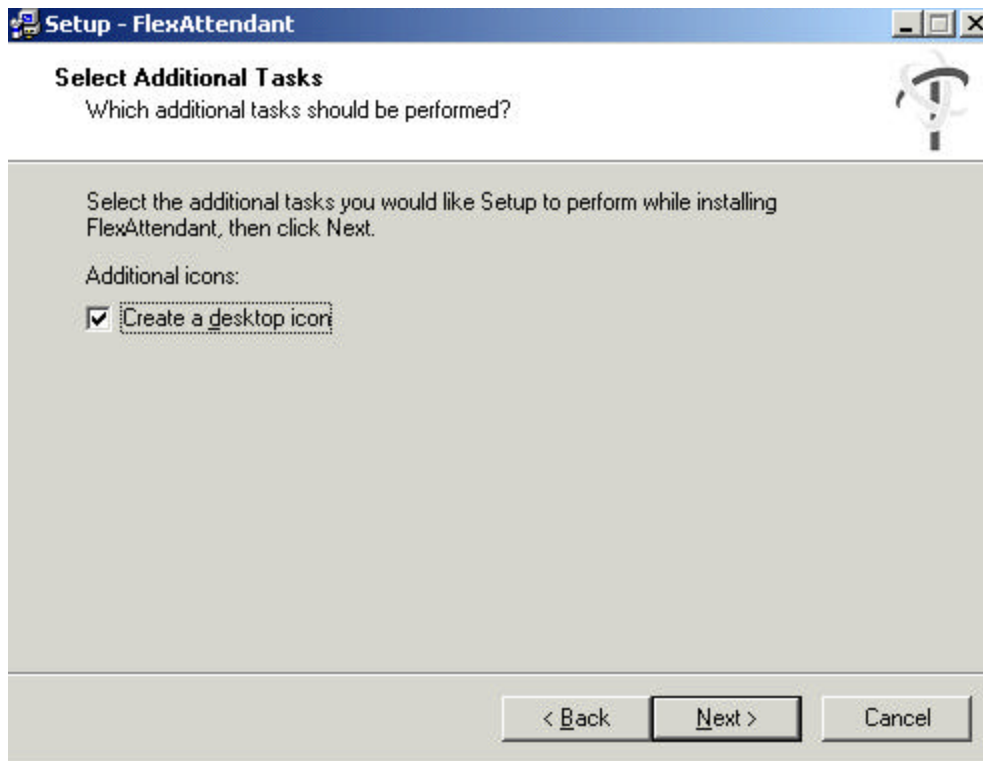 Setup - FlexAttendant
Select Additional Tasks
Which additional tasks should be performed?
Select the additional tasks you would like Setup to perform while installing
FlexAttendant, then click Next.
Additional icons:
Create a desktop icon
< Back
Next >
Cancel